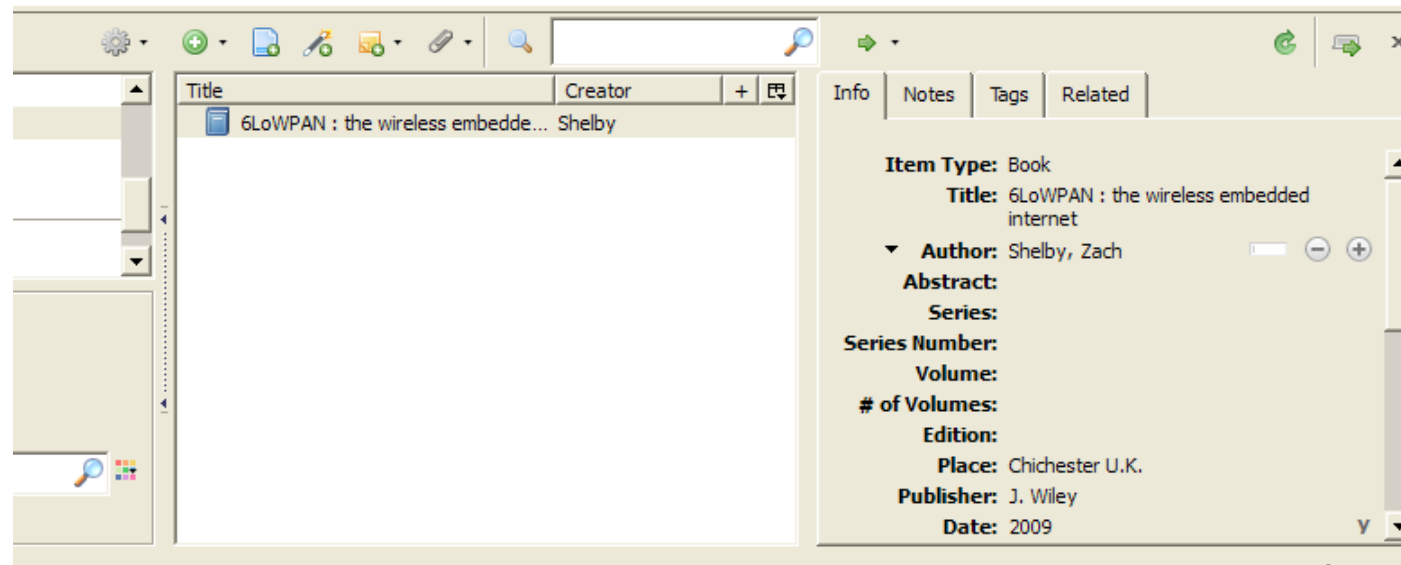 Title Creator +
6LoWPAN : the wireless embedde... Shelby
Info Notes Tags Related
Item Type: Book
Title: 6LoWPAN : the wireless embedded
internet
Author: Shelby, Zach
Abstract:
Series:
Series Number:
Volume:
# of Volumes:
Edition:
Place: Chichester U.K.
Publisher: J. Wiley
Date: 2009 y